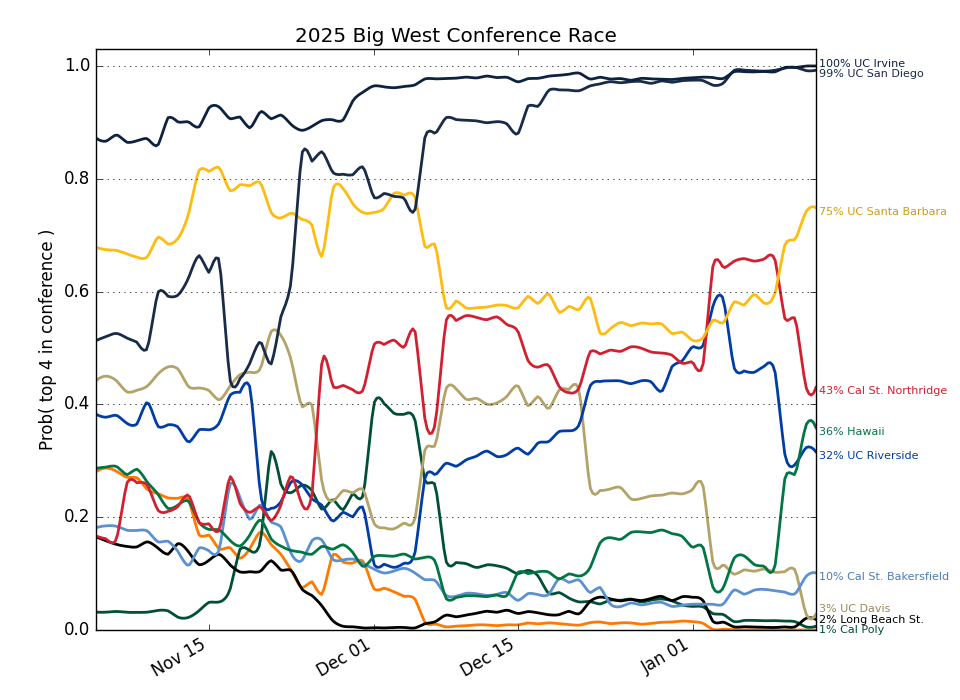 2025 Big West Conference Race
Prob( top 4 in conference )
1.0
0.8
0.6
0.4
0.2
0.0
Nov 15
Dec 01
Dec 15
Jan 01
100% UC Irvine
99% UC San Diego
75% UC Santa Barbara
43% Cal St. Northridge
36% Hawaii
32% UC Riverside
10% Cal St. Bakersfield
3% UC Davis
2% Long Beach St.
1% Cal Poly